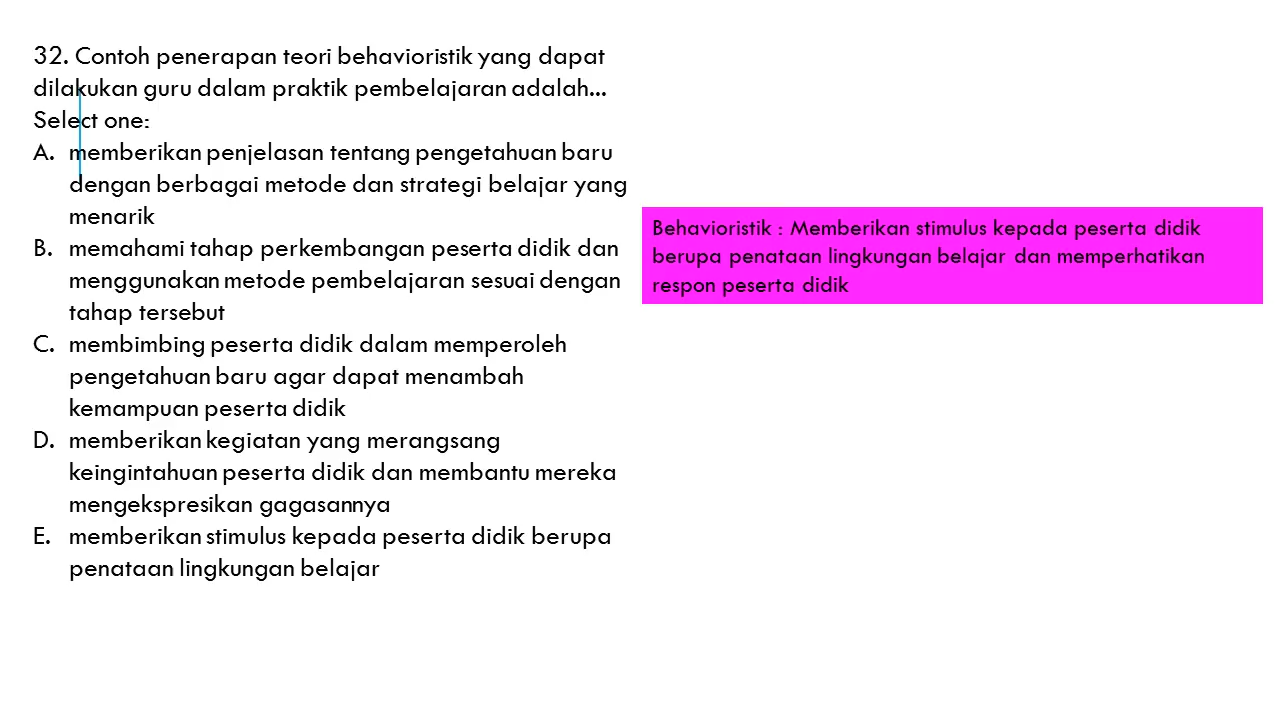 32. Contoh penerapan teori behavioristik yang dapat
dilakukan guru dalam praktik pembelajaran adalah...
Select one:
A. memberikan penjelasan tentang pengetahuan baru
dengan berbagai metode dan strategi belajar yang
menarik
B. memahami tahap perkembangan peserta didik dan
menggunakan metode pembelajaran sesuai dengan
tahap tersebut
C. membimbing peserta didik dalam memperoleh
pengetahuan baru agar dapat menambah
kemampuan peserta didik
D. memberikan kegiatan yang merangsang
keingintahuan peserta didik dan membantu mereka
mengekspresikan gagasannya
E. memberikan stimulus kepada peserta didik berupa
penataan lingkungan belajar
Behavioristik : Memberikan stimulus kepada peserta didik
berupa penataan lingkungan belajar dan memperhatikan
respon peserta didik